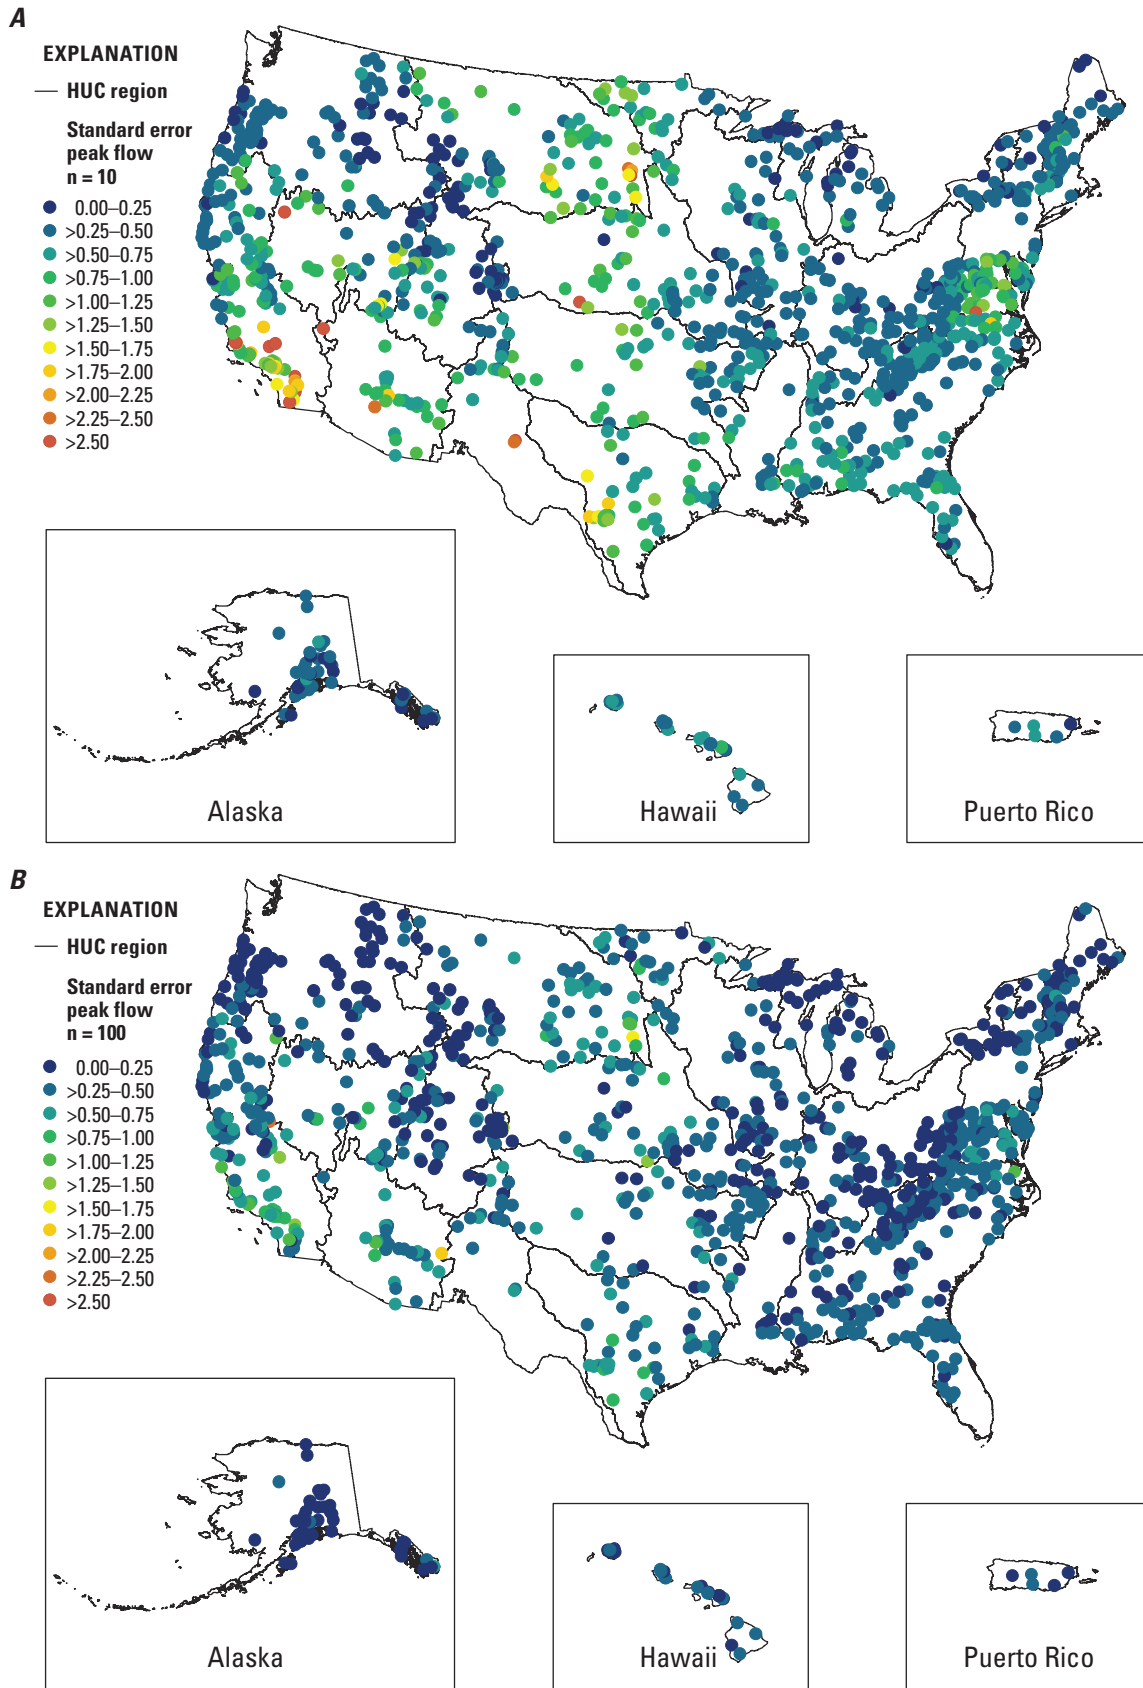 A
EXPLANATION
HUC region
Standard error
peak flow
n = 10
0.00–0.25
>0.25–0.50
>0.50–0.75
>0.75–1.00
>1.00–1.25
>1.25–1.50
>1.50–1.75
>1.75–2.00
>2.00–2.25
>2.25–2.50
>2.50
Alaska
Hawaii
Puerto Rico
B
EXPLANATION
HUC region
Standard error
peak flow
n = 100
0.00–0.25
>0.25–0.50
>0.50–0.75
>0.75–1.00
>1.00–1.25
>1.25–1.50
>1.50–1.75
>1.75–2.00
>2.00–2.25
>2.25–2.50
>2.50
Alaska
Hawaii
Puerto Rico